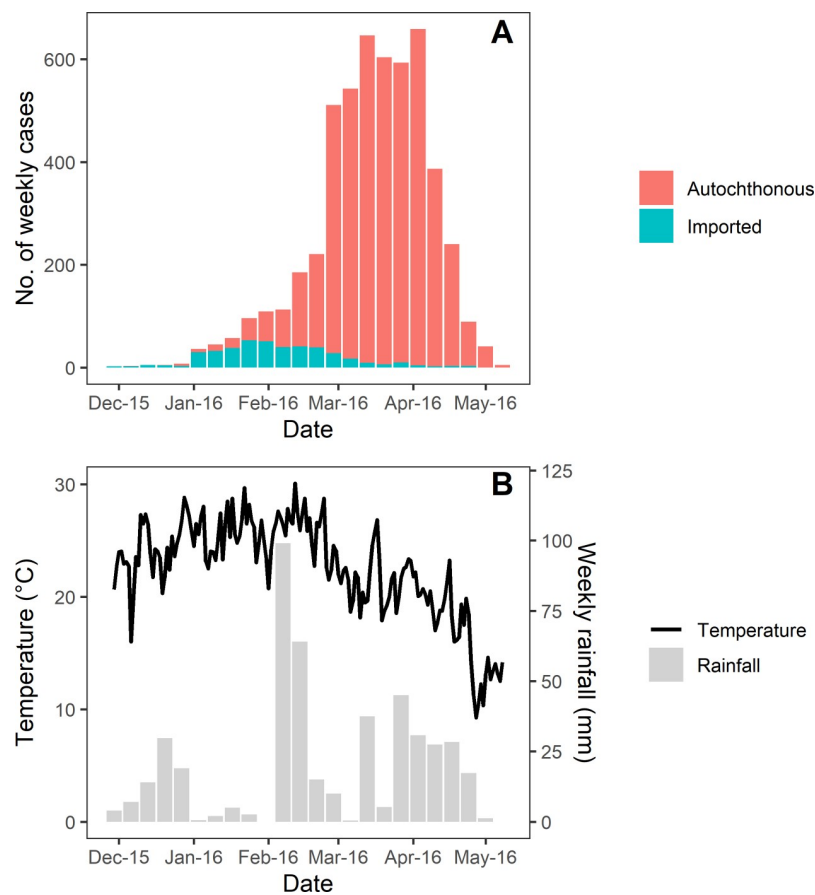 A
No. of weekly cases
600
400
200
0
Dec-15 Jan-16 Feb-16 Mar-16 Apr-16 May-16
Date
Autochthonous
Imported
B
Temperature (°C)
30
20
10
0
125
100
75
50
25
0
Weekly rainfall (mm)
Dec-15 Jan-16 Feb-16 Mar-16 Apr-16 May-16
Date
Temperature
Rainfall